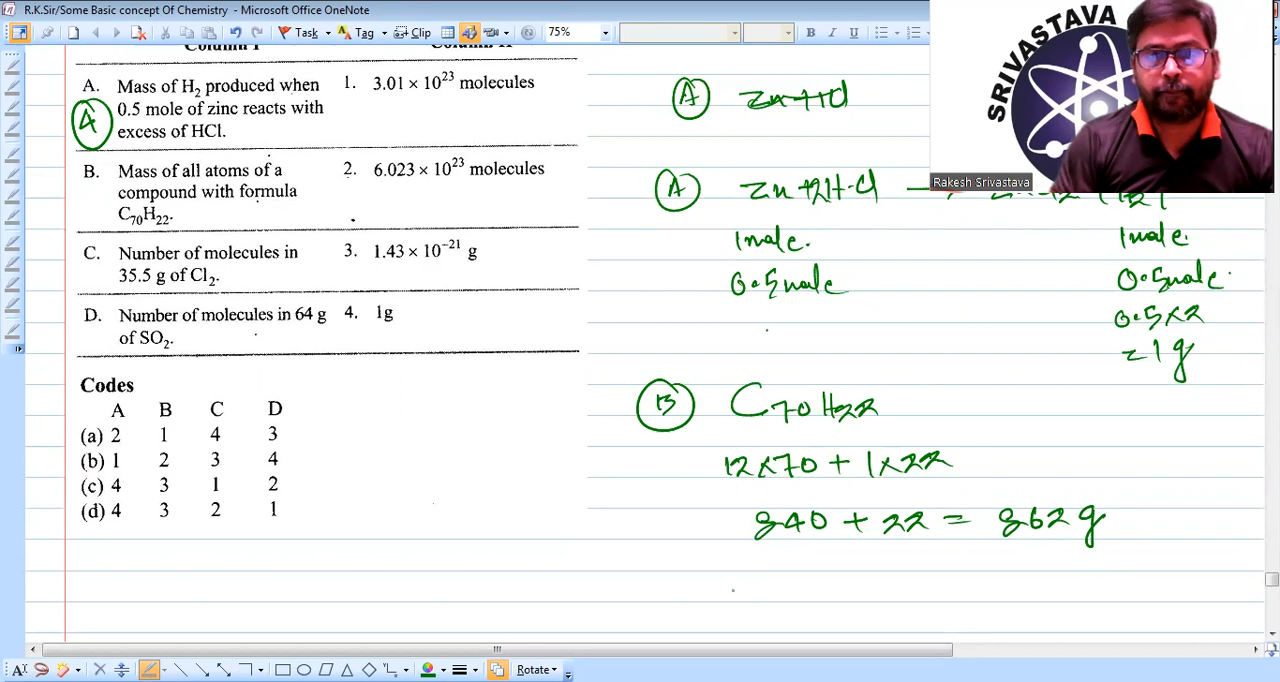 R.K.Sir/Some Basic concept Of Chemistry - Microsoft Office OneNote
Task Tag Clip 75% B I U
Column I Column II
A. Mass of H2 produced when 0.5 mole of zinc reacts with excess of HCl. 1. 3.01 × 10^23 molecules
4
B. Mass of all atoms of a compound with formula C70H22. 2. 6.023 × 10^23 molecules
C. Number of molecules in 35.5 g of Cl2. 3. 1.43 × 10^−21 g
D. Number of molecules in 64 g of SO2. 4. 1g
Codes
A B C D
(a) 2 1 4 3
(b) 1 2 3 4
(c) 4 3 1 2
(d) 4 3 2 1
A Zn+Hcl
A Zn+2H-Cl
1mole. 1mole.
0.5mole 0.5mole.
0.5×2
=1g
B C70H22
12×70 + 1×22
840 + 22 = 862 g
SRIVASTAVA
Rakesh Srivastava
Rotate